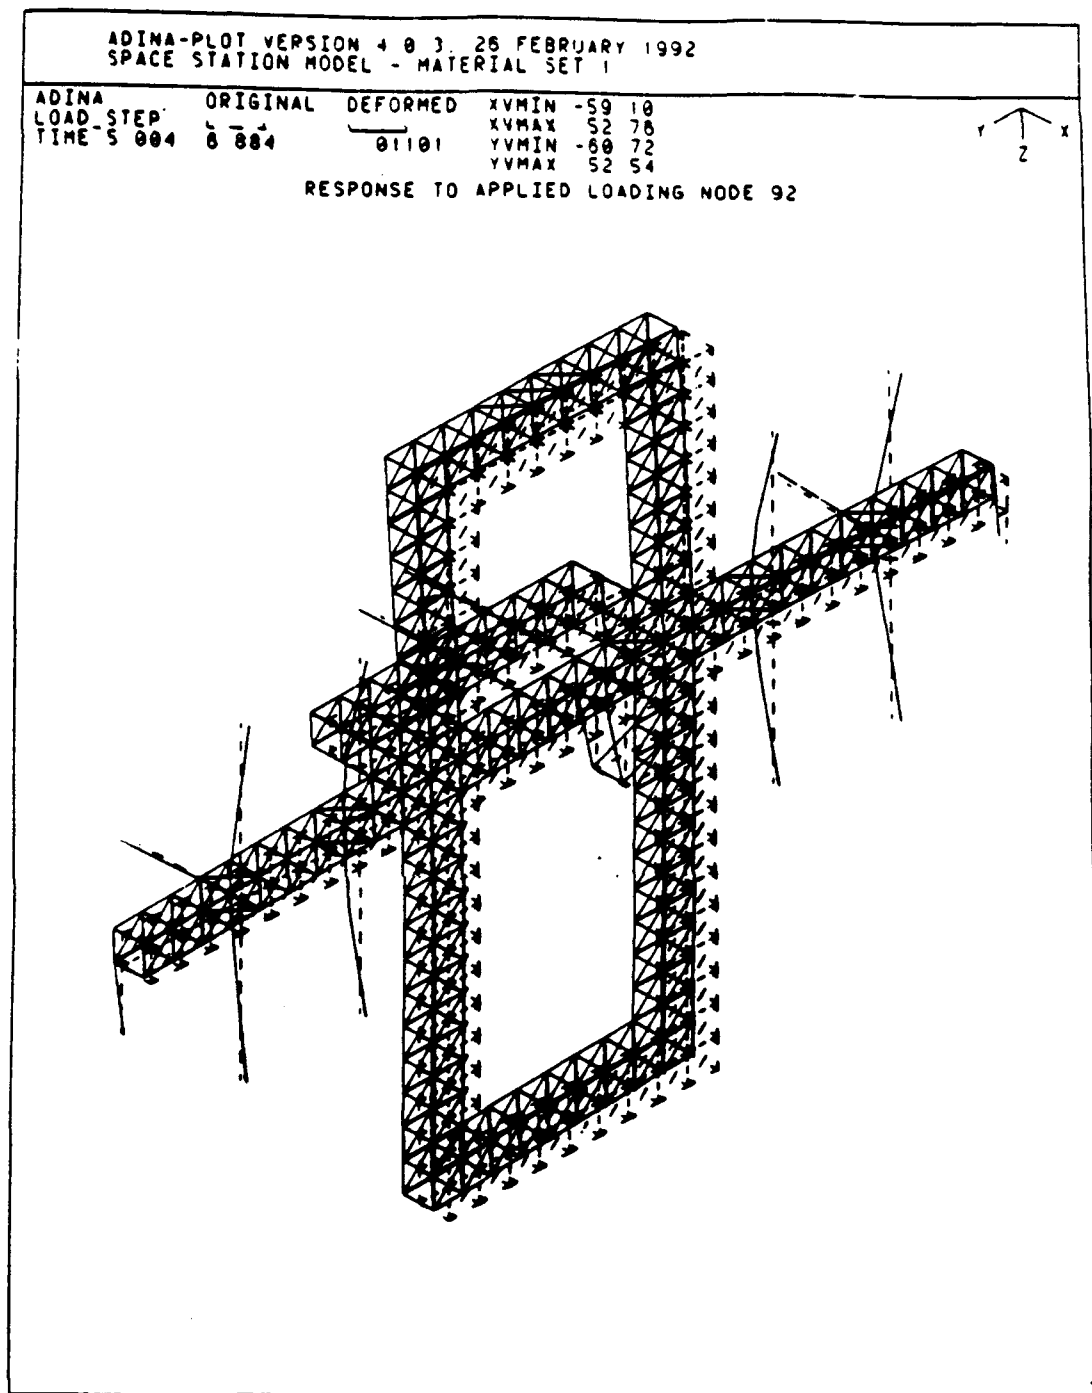 ADINA-PLOT VERSION 4 0 3. 26 FEBRUARY 1992
SPACE STATION MODEL - MATERIAL SET 1
ADINA ORIGINAL DEFORMED XVMIN -59 10
LOAD STEP XVMAX 52 76
TIME 5 004 6 884 01101 YVMIN -60 72
YVMAX 52 54
RESPONSE TO APPLIED LOADING NODE 92
Y X
Z